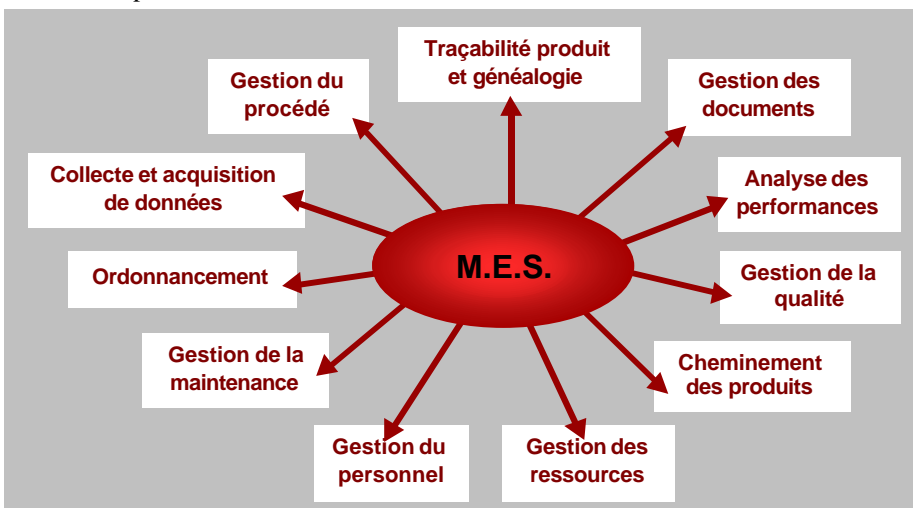 Traçabilité produit
et généalogie
Gestion du
procédé
Gestion des
documents
Collecte et acquisition
de données
Analyse des
performances
M.E.S.
Ordonnancement
Gestion de la
qualité
Gestion de la
maintenance
Cheminement
des produits
Gestion du
personnel
Gestion des
ressources